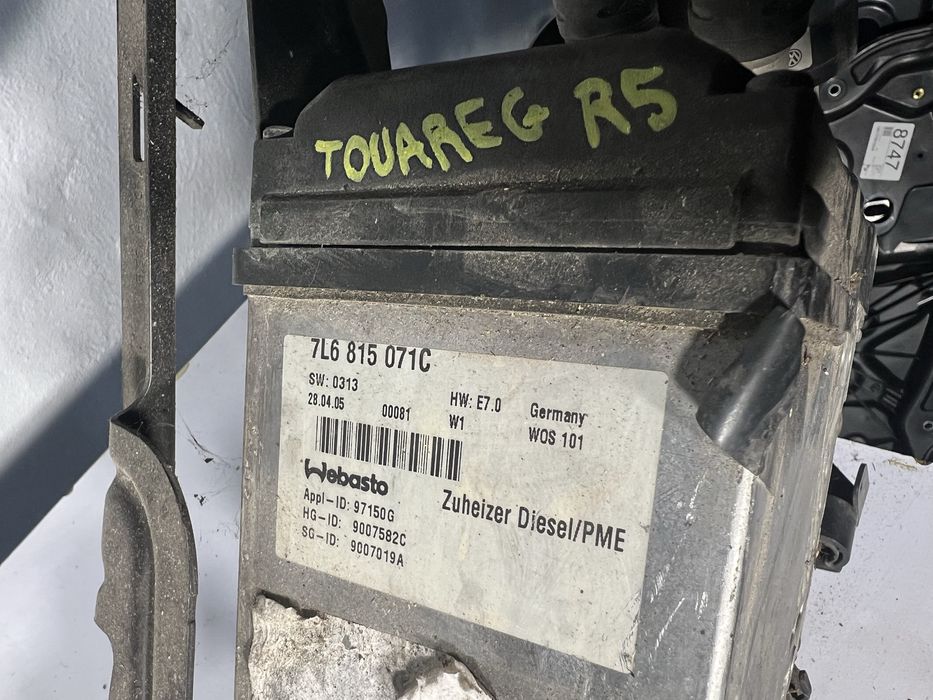 TOUAREG R5
8747
7L6 815 071C
SW: 0313 HW: E7.0 Germany
28.04.05 00081 W1 WOS 101
Webasto
Zuheizer Diesel/PME
Appl-ID: 97150G
HG-ID: 9007582C
SG-ID: 9007019A